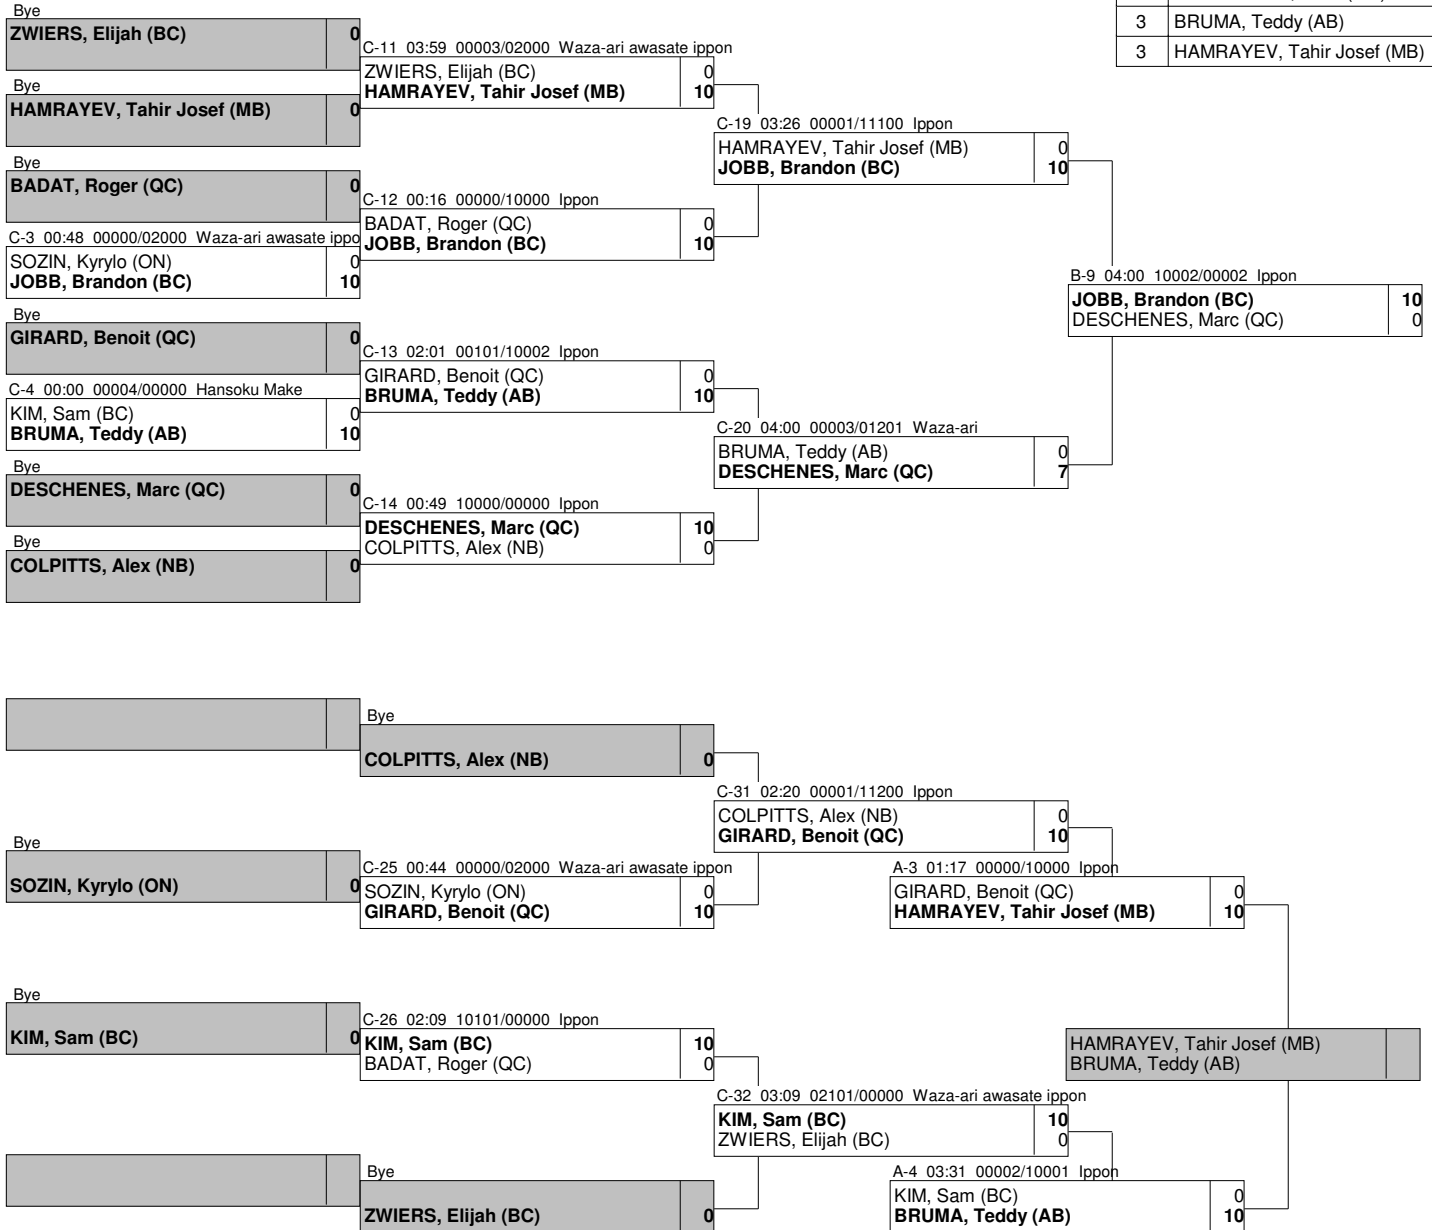 3 BRUMA, Teddy (AB)
3 HAMRAYEV, Tahir Josef (MB)
Bye
ZWIERS, Elijah (BC) 0
Bye
HAMRAYEV, Tahir Josef (MB) 0
Bye
BADAT, Roger (QC) 0
C-3 00:48 00000/02000 Waza-ari awasate ippo
SOZIN, Kyrylo (ON) 0
JOBB, Brandon (BC) 10
Bye
GIRARD, Benoit (QC) 0
C-4 00:00 00004/00000 Hansoku Make
KIM, Sam (BC) 0
BRUMA, Teddy (AB) 10
Bye
DESCHENES, Marc (QC) 0
Bye
COLPITTS, Alex (NB) 0
C-11 03:59 00003/02000 Waza-ari awasate ippon
ZWIERS, Elijah (BC) 0
HAMRAYEV, Tahir Josef (MB) 10
C-12 00:16 00000/10000 Ippon
BADAT, Roger (QC) 0
JOBB, Brandon (BC) 10
C-13 02:01 00101/10002 Ippon
GIRARD, Benoit (QC) 0
BRUMA, Teddy (AB) 10
C-14 00:49 10000/00000 Ippon
DESCHENES, Marc (QC) 10
COLPITTS, Alex (NB) 0
C-19 03:26 00001/11100 Ippon
HAMRAYEV, Tahir Josef (MB) 0
JOBB, Brandon (BC) 10
C-20 04:00 00003/01201 Waza-ari
BRUMA, Teddy (AB) 0
DESCHENES, Marc (QC) 7
B-9 04:00 10002/00002 Ippon
JOBB, Brandon (BC) 10
DESCHENES, Marc (QC) 0
Bye
SOZIN, Kyrylo (ON) 0
Bye
KIM, Sam (BC) 0
Bye
COLPITTS, Alex (NB) 0
C-25 00:44 00000/02000 Waza-ari awasate ippon
SOZIN, Kyrylo (ON) 0
GIRARD, Benoit (QC) 10
C-26 02:09 10101/00000 Ippon
KIM, Sam (BC) 10
BADAT, Roger (QC) 0
Bye
ZWIERS, Elijah (BC) 0
C-31 02:20 00001/11200 Ippon
COLPITTS, Alex (NB) 0
GIRARD, Benoit (QC) 10
C-32 03:09 02101/00000 Waza-ari awasate ippon
KIM, Sam (BC) 10
ZWIERS, Elijah (BC) 0
A-3 01:17 00000/10000 Ippon
GIRARD, Benoit (QC) 0
HAMRAYEV, Tahir Josef (MB) 10
A-4 03:31 00002/10001 Ippon
KIM, Sam (BC) 0
BRUMA, Teddy (AB) 10
HAMRAYEV, Tahir Josef (MB)
BRUMA, Teddy (AB)